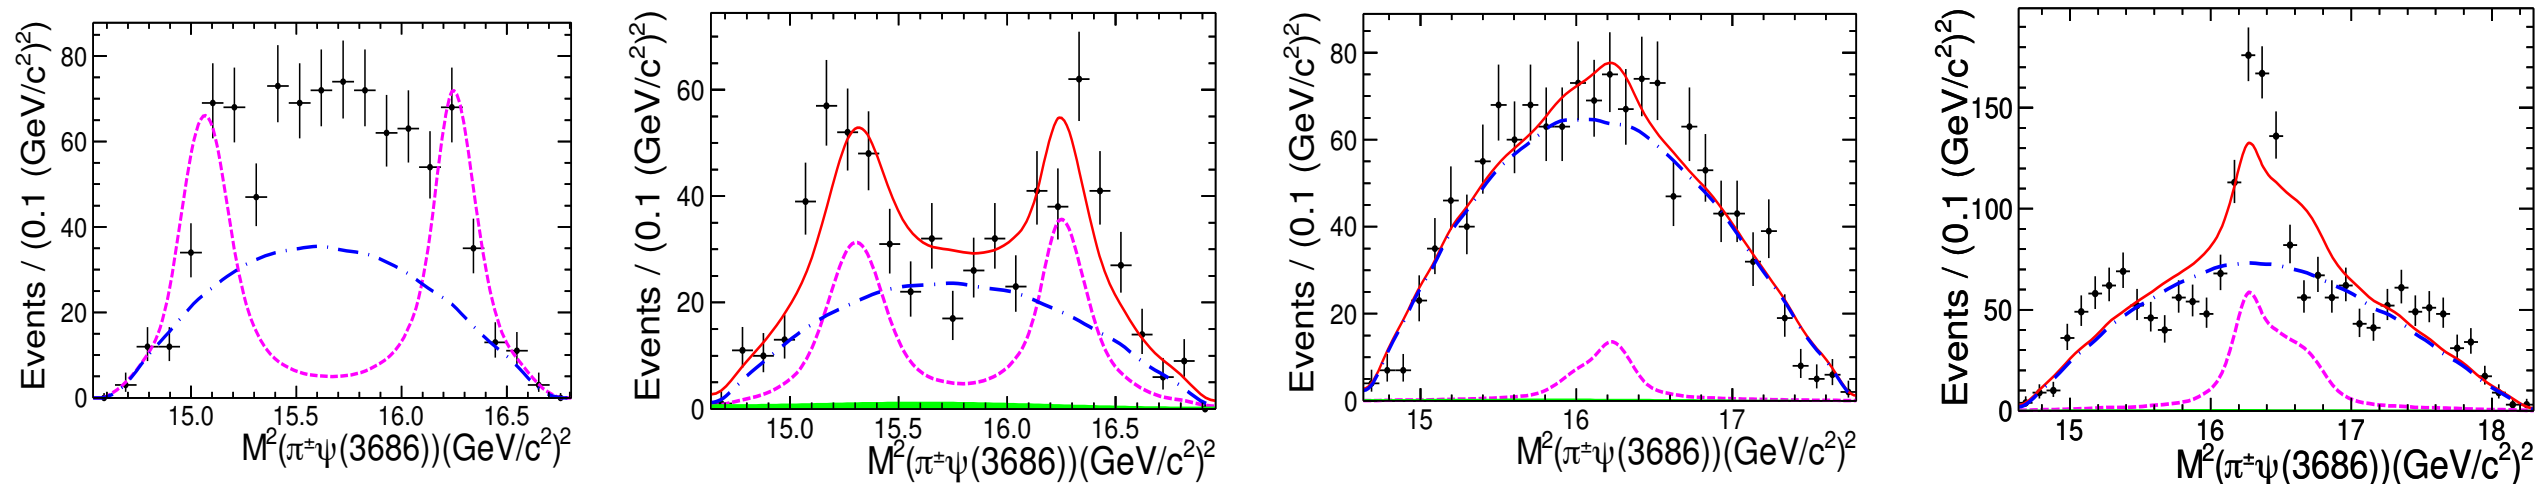 Events / (0.1 (GeV/c²)²)
80
60
40
20
0
15.0 15.5 16.0 16.5
M²(π±ψ(3686))(GeV/c²)²
Events / (0.1 (GeV/c²)²)
60
40
20
0
15.0 15.5 16.0 16.5
M²(π±ψ(3686))(GeV/c²)²
Events / (0.1 (GeV/c²)²)
80
60
40
20
0
15 16 17
M²(π±ψ(3686))(GeV/c²)²
Events / (0.1 (GeV/c²)²)
150
100
50
0
15 16 17 18
M²(π±ψ(3686))(GeV/c²)²